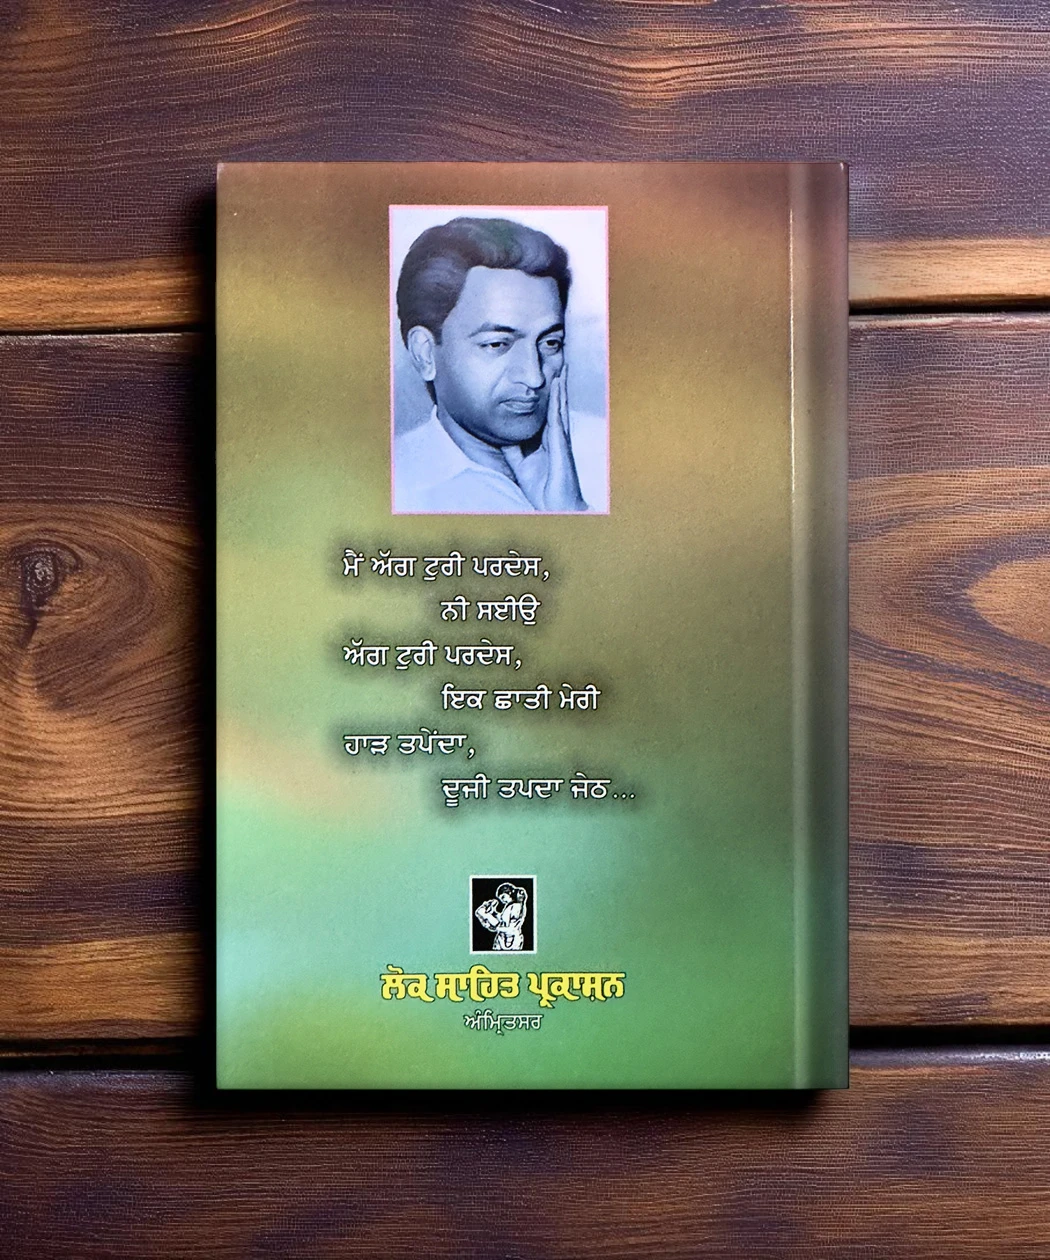 ਮੈਂ ਅੱਗ ਟੁਰੀ ਪਰਦੇਸ,
ਨੀ ਸਈਉ
ਅੱਗ ਟੁਰੀ ਪਰਦੇਸ,
ਇਕ ਛਾਤੀ ਮੇਰੀ
ਹਾੜ ਤਪੇਂਦਾ,
ਦੂਜੀ ਤਪਦਾ ਜੇਠ...
ਲੋਕ ਸਾਹਿਤ ਪ੍ਰਕਾਸ਼ਨ
ਅੰਮ੍ਰਿਤਸਰ